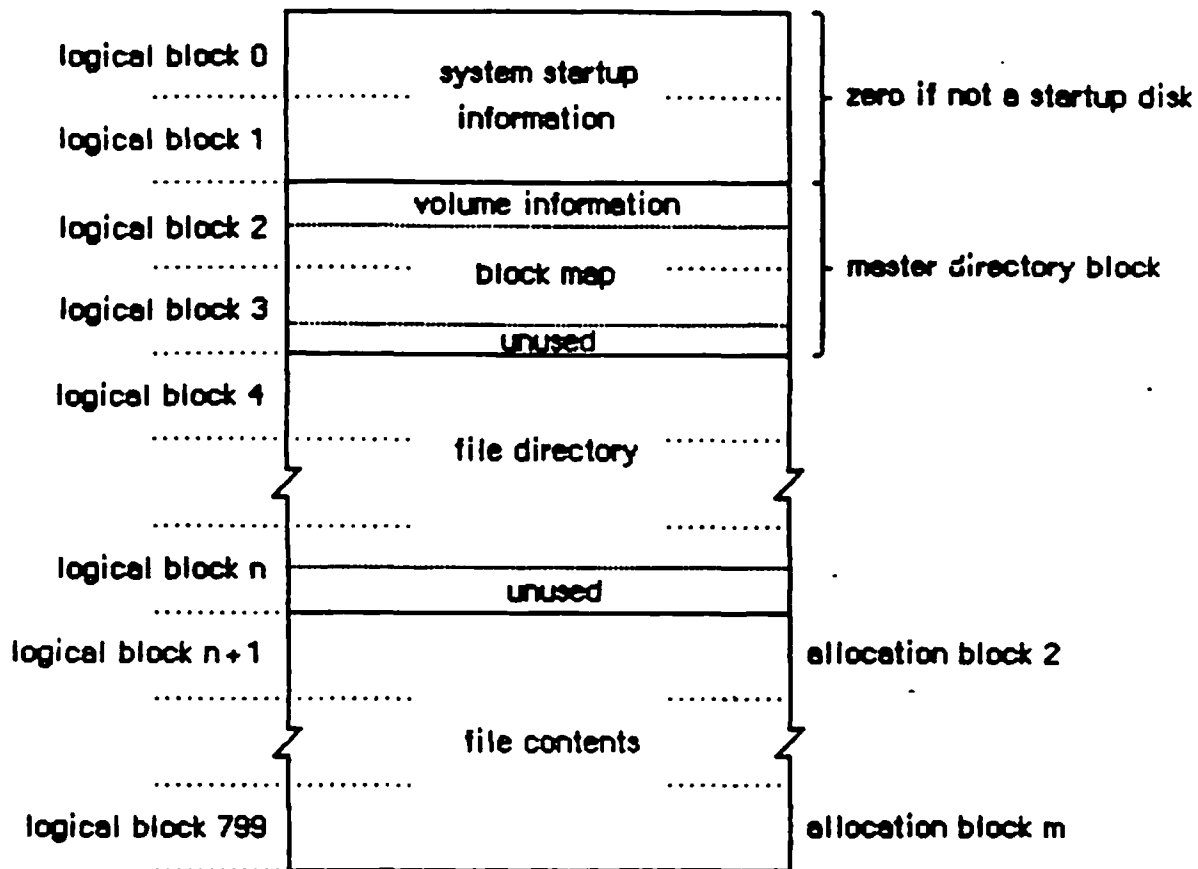 logical block 0
system startup
information
zero if not a startup disk
logical block 1
volume information
logical block 2
block map
master directory block
logical block 3
unused
logical block 4
file directory
logical block n
unused
logical block n+1
allocation block 2
file contents
logical block 799
allocation block m